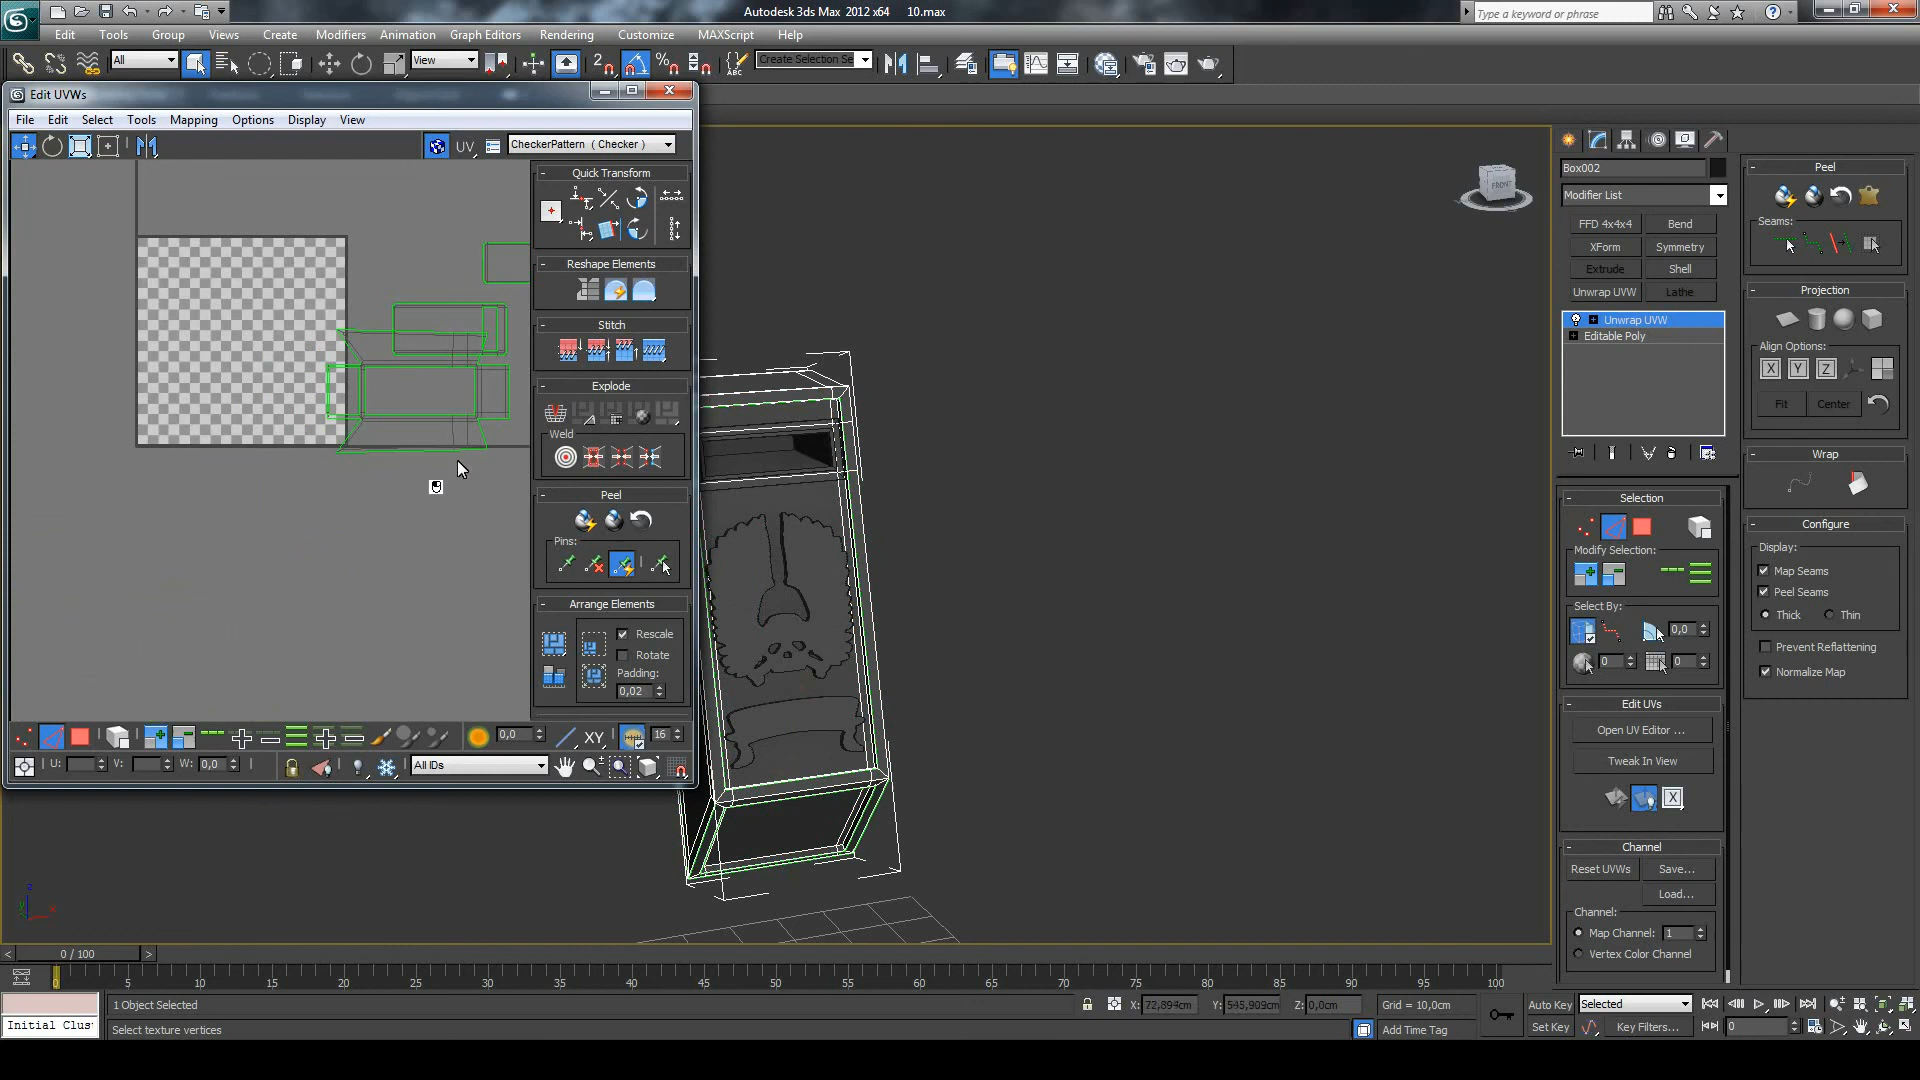 Autodesk 3ds Max 2012 x64 10.max
Type a keyword or phrase
Edit Tools Group Views Create Modifiers Animation Graph Editors Rendering Customize MAXScript Help
All View Create Selection Se
Edit UVWs
File Edit Select Tools Mapping Options Display View
UV CheckerPattern ( Checker )
Quick Transform
Reshape Elements
Stitch
Explode
Weld
Peel
Pins:
Arrange Elements
Rescale
Rotate
Padding:
0,02
0,0 XY 16
U: V: W: 0,0 All IDs
FRONT
Box002
Modifier List
FFD 4x4x4 Bend
XForm Symmetry
Extrude Shell
Unwrap UVW Lathe
Unwrap UVW
Editable Poly
Selection
Modify Selection:
Select By:
0,0
0 0
Edit UVs
Open UV Editor ...
Tweak In View
X
Channel
Reset UVWs Save...
Load...
Channel:
Map Channel: 1
Vertex Color Channel
Peel
Seams:
Projection
Align Options:
X Y Z
Fit Center
Wrap
Configure
Display:
Map Seams
Peel Seams
Thick Thin
Prevent Reflattening
Normalize Map
0 / 100
5 10 15 20 25 30 35 40 45 50 55 60 65 70 75 80 85 90 95 100
1 Object Selected X: 72,894cm Y: 545,909cm Z: 0,0cm Grid = 10,0cm Auto Key Selected
Initial Clus Select texture vertices Add Time Tag Set Key Key Filters... 0